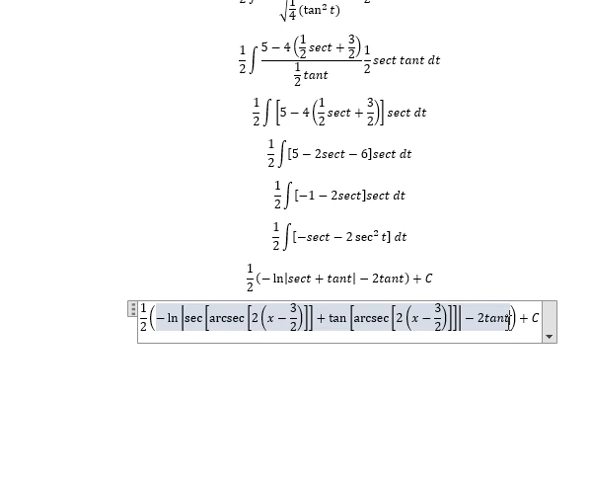 √(1/4 (tan² t))
1/2 ∫ (5 − 4(1/2 sect + 3/2))/(1/2 tant) 1/2 sect tant dt
1/2 ∫ [5 − 4(1/2 sect + 3/2)] sect dt
1/2 ∫ [5 − 2sect − 6]sect dt
1/2 ∫ [−1 − 2sect]sect dt
1/2 ∫ [−sect − 2 sec² t] dt
1/2 (− ln|sect + tant| − 2tant) + C
1/2 (− ln |sec [arcsec [2 (x − 3/2)]] + tan [arcsec [2 (x − 3/2)]]| − 2tant) + C